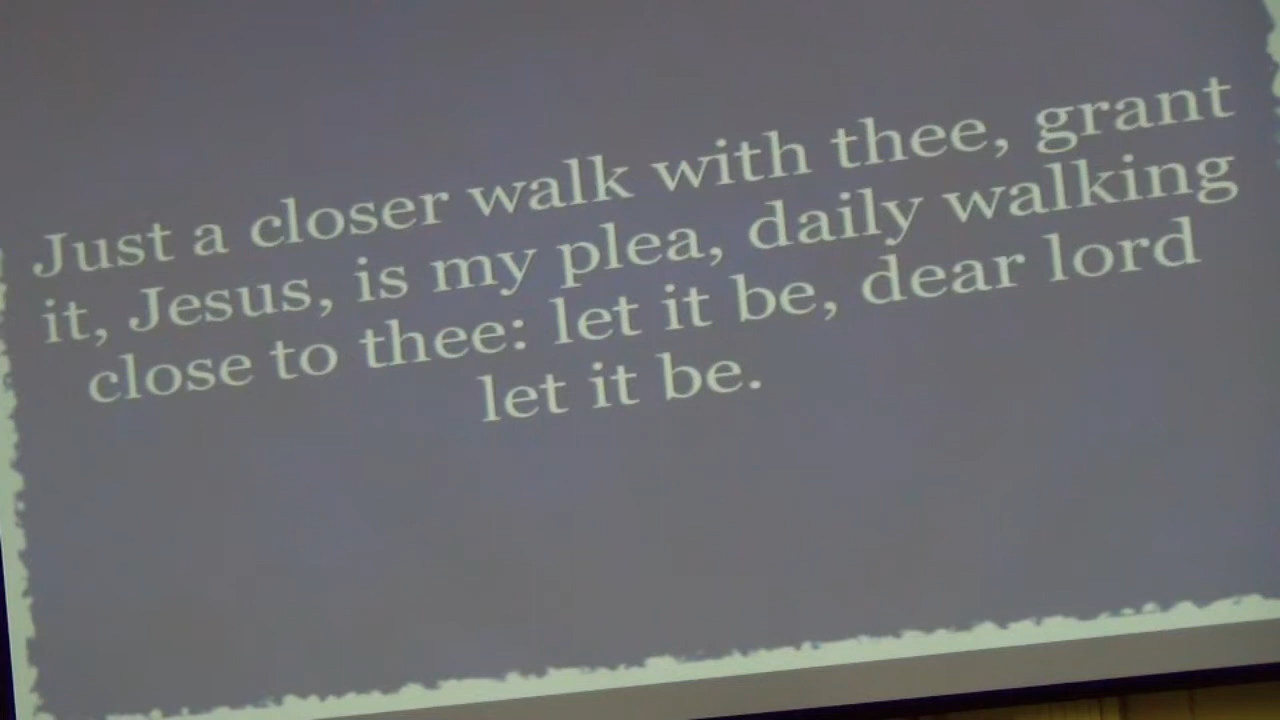 Just a closer walk with thee, grant
it, Jesus, is my plea, daily walking
close to thee: let it be, dear lord
let it be.